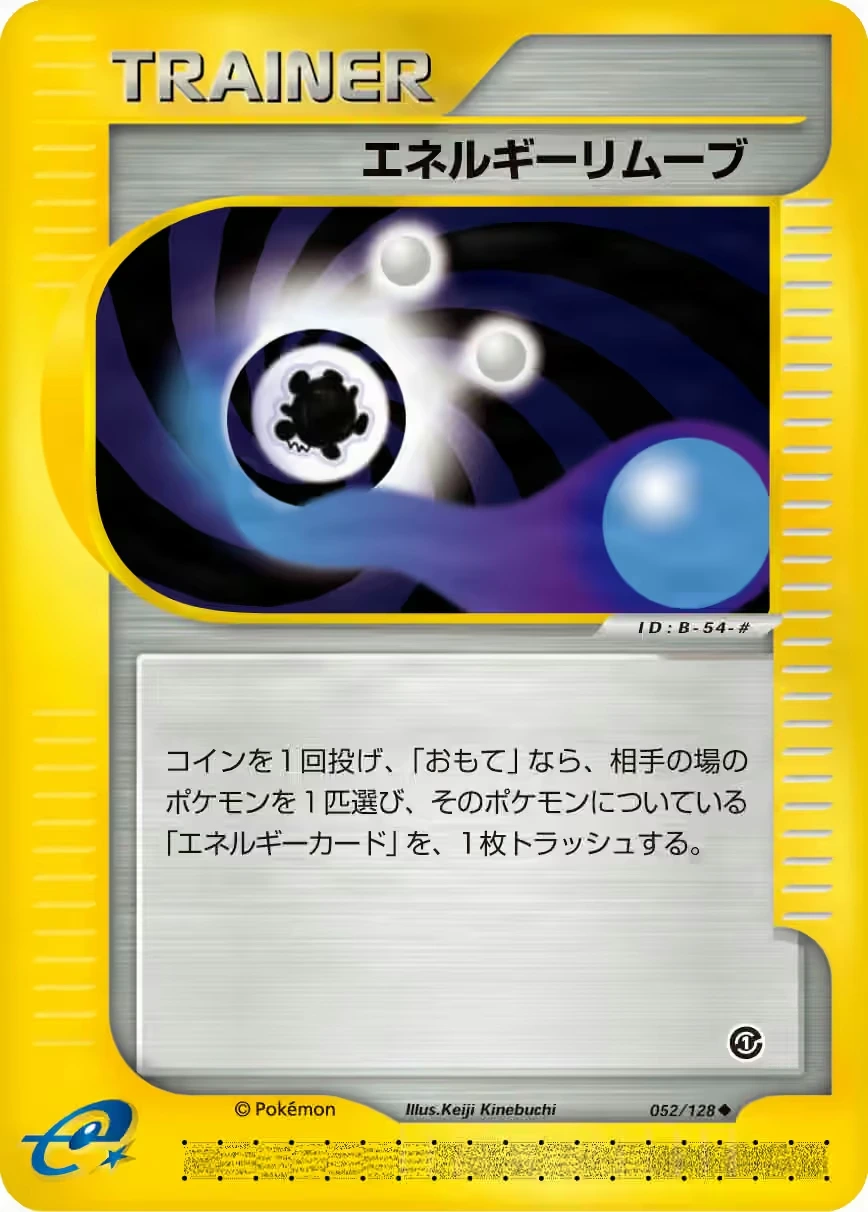 TRAINER
エネルギーリムーブ
ID:B-54-#
コインを1回投げ、「おもて」なら、相手の場の
ポケモンを1匹選び、そのポケモンについている
「エネルギーカード」を、1枚トラッシュする。
1
© Pokémon Illus.Keiji Kinebuchi 052/128◆
e